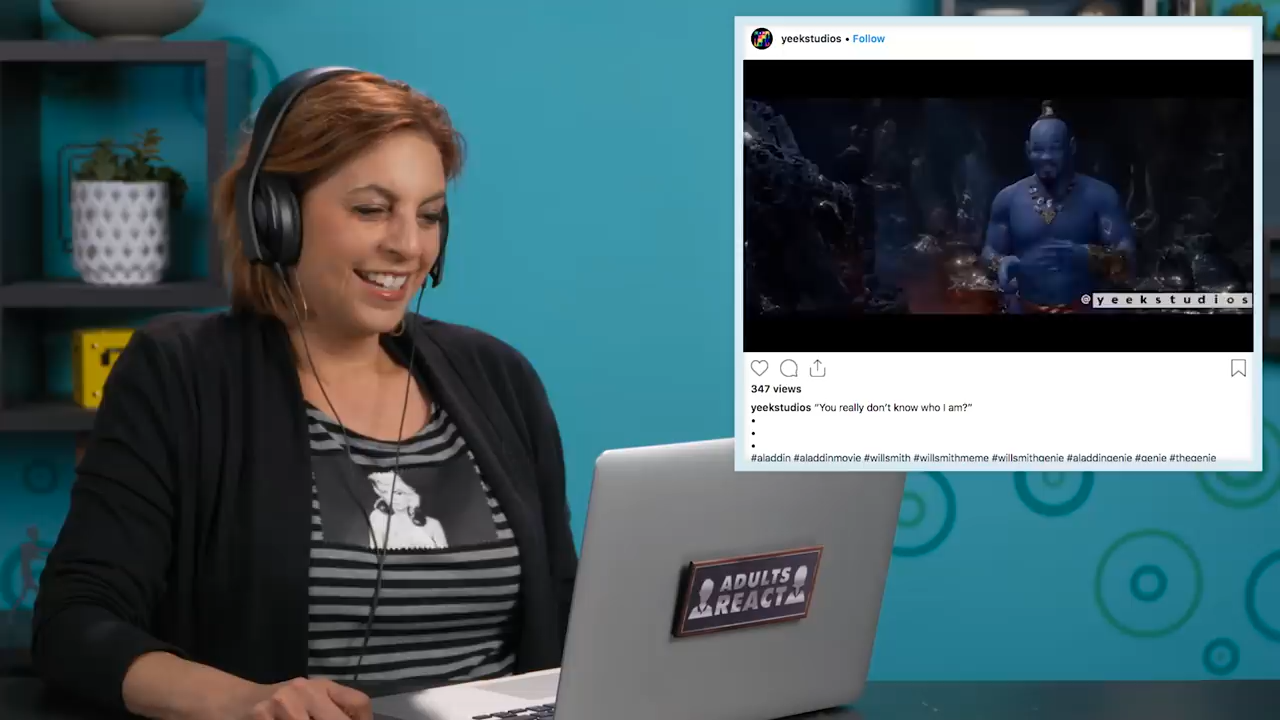 yeekstudios • Follow
@yeekstudios
347 views
yeekstudios “You really don’t know who I am?”
•
•
•
#aladdin #aladdinmovie #willsmith #willsmithmeme #willsmithgenie #aladdingenie #genie #thegenie
ADULTS
REACT